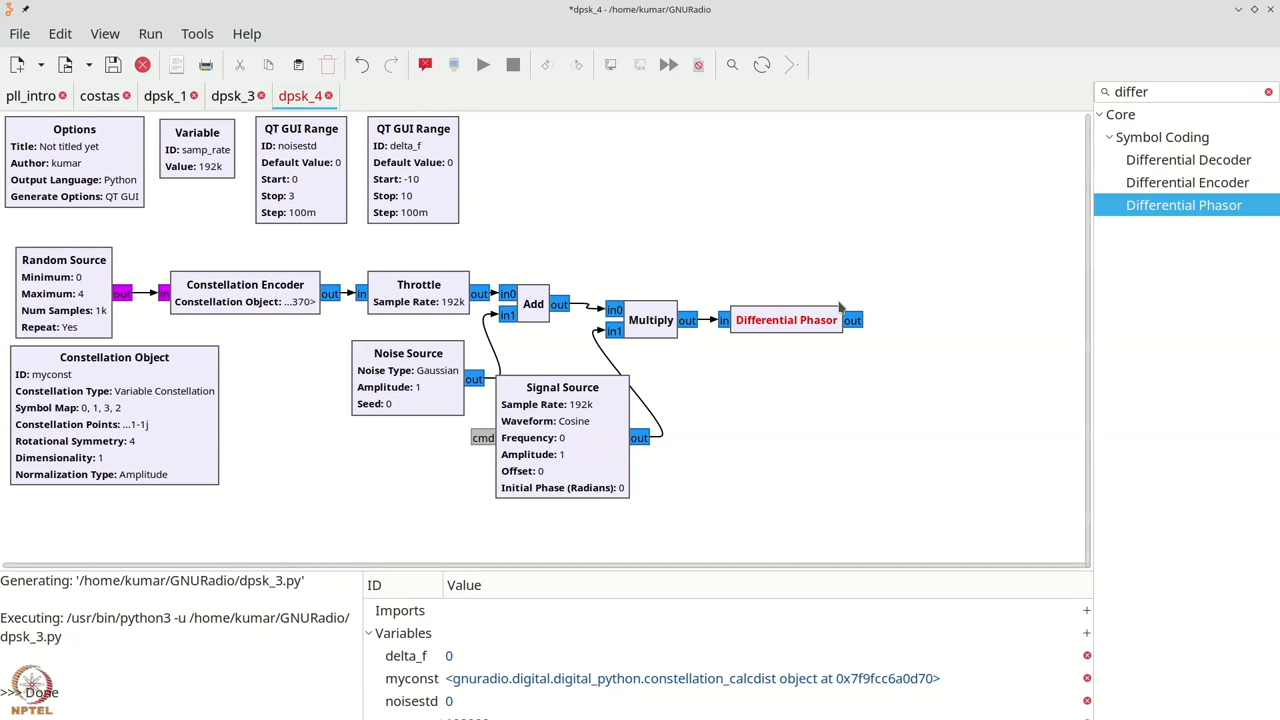 *dpsk_4 - /home/kumar/GNURadio
File Edit View Run Tools Help
pll_intro costas dpsk_1 dpsk_3 dpsk_4
differ
Core
Symbol Coding
Differential Decoder
Differential Encoder
Differential Phasor
Options
Title: Not titled yet
Author: kumar
Output Language: Python
Generate Options: QT GUI
Variable
ID: samp_rate
Value: 192k
QT GUI Range
ID: noisestd
Default Value: 0
Start: 0
Stop: 3
Step: 100m
QT GUI Range
ID: delta_f
Default Value: 0
Start: -10
Stop: 10
Step: 100m
Random Source
Minimum: 0
Maximum: 4
Num Samples: 1k
Repeat: Yes
out
in
Constellation Encoder
Constellation Object: ...370>
out
in
Throttle
Sample Rate: 192k
out
in0
in1
Add
out
in0
in1
Multiply
out
in
Differential Phasor
out
Constellation Object
ID: myconst
Constellation Type: Variable Constellation
Symbol Map: 0, 1, 3, 2
Constellation Points: ...1-1j
Rotational Symmetry: 4
Dimensionality: 1
Normalization Type: Amplitude
Noise Source
Noise Type: Gaussian
Amplitude: 1
Seed: 0
out
cmd
Signal Source
Sample Rate: 192k
Waveform: Cosine
Frequency: 0
Amplitude: 1
Offset: 0
Initial Phase (Radians): 0
out
Generating: '/home/kumar/GNURadio/dpsk_3.py'
Executing: /usr/bin/python3 -u /home/kumar/GNURadio/
dpsk_3.py
>>> Done
NPTEL
ID Value
Imports
Variables
delta_f 0
myconst <gnuradio.digital.digital_python.constellation_calcdist object at 0x7f9fcc6a0d70>
noisestd 0